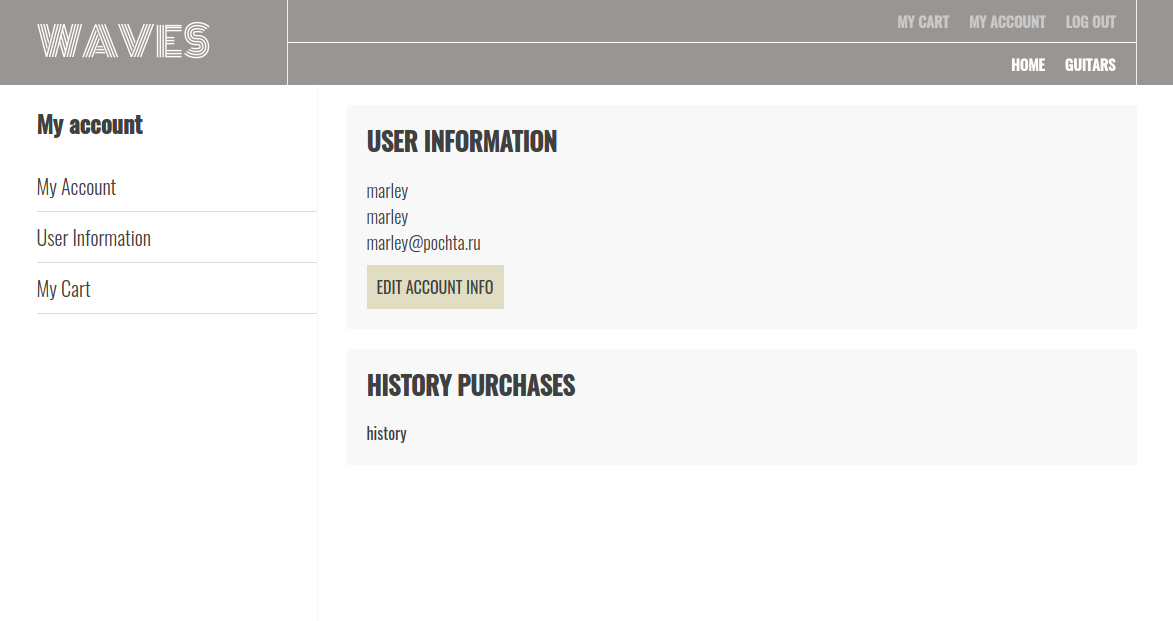 WAVES
MY CART MY ACCOUNT LOG OUT
HOME GUITARS
My account
My Account
User Information
My Cart
USER INFORMATION
marley
marley
marley@pochta.ru
EDIT ACCOUNT INFO
HISTORY PURCHASES
history